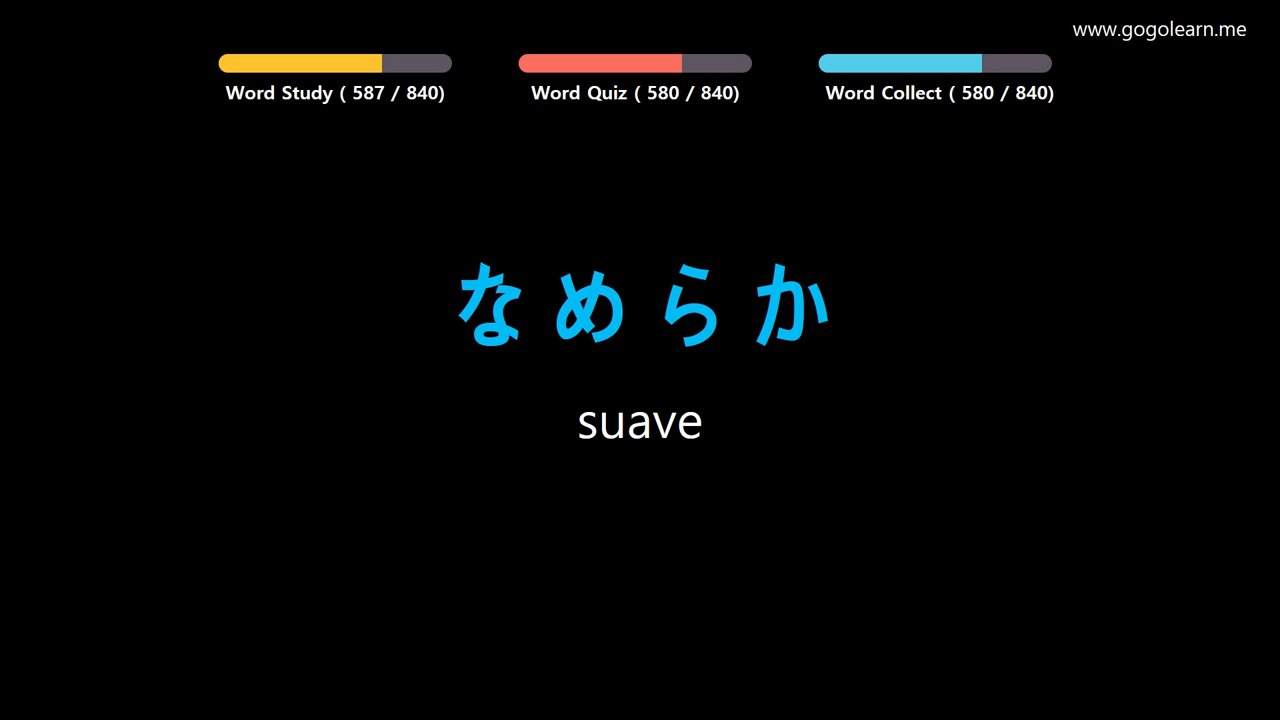 www.gogolearn.me
Word Study ( 587 / 840)
Word Quiz ( 580 / 840)
Word Collect ( 580 / 840)
なめらか
suave